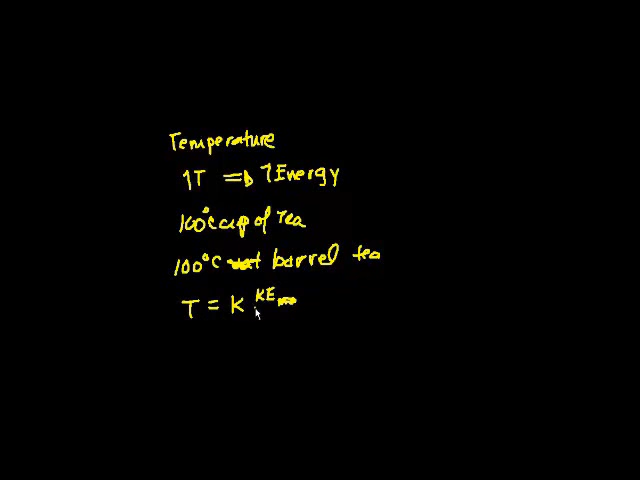 Temperature
↑T ⇒ ↑Energy
100°C cup of Tea
100°C barrel tea
T = K KE